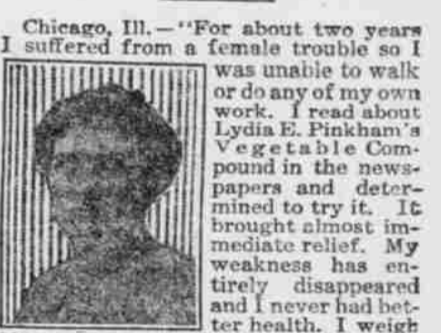 Chicago, Ill.—"For about two years
I suffered from a female trouble so I
was unable to walk
or do any of my own
work. I read about
Lydia E. Pinkham's
Vegetable Com-
pound in the news-
papers and deter-
mined to try it. It
brought almost im-
mediate relief. My
weakness has en-
tirely disappeared
and I never had bet-
ter health. I weigh